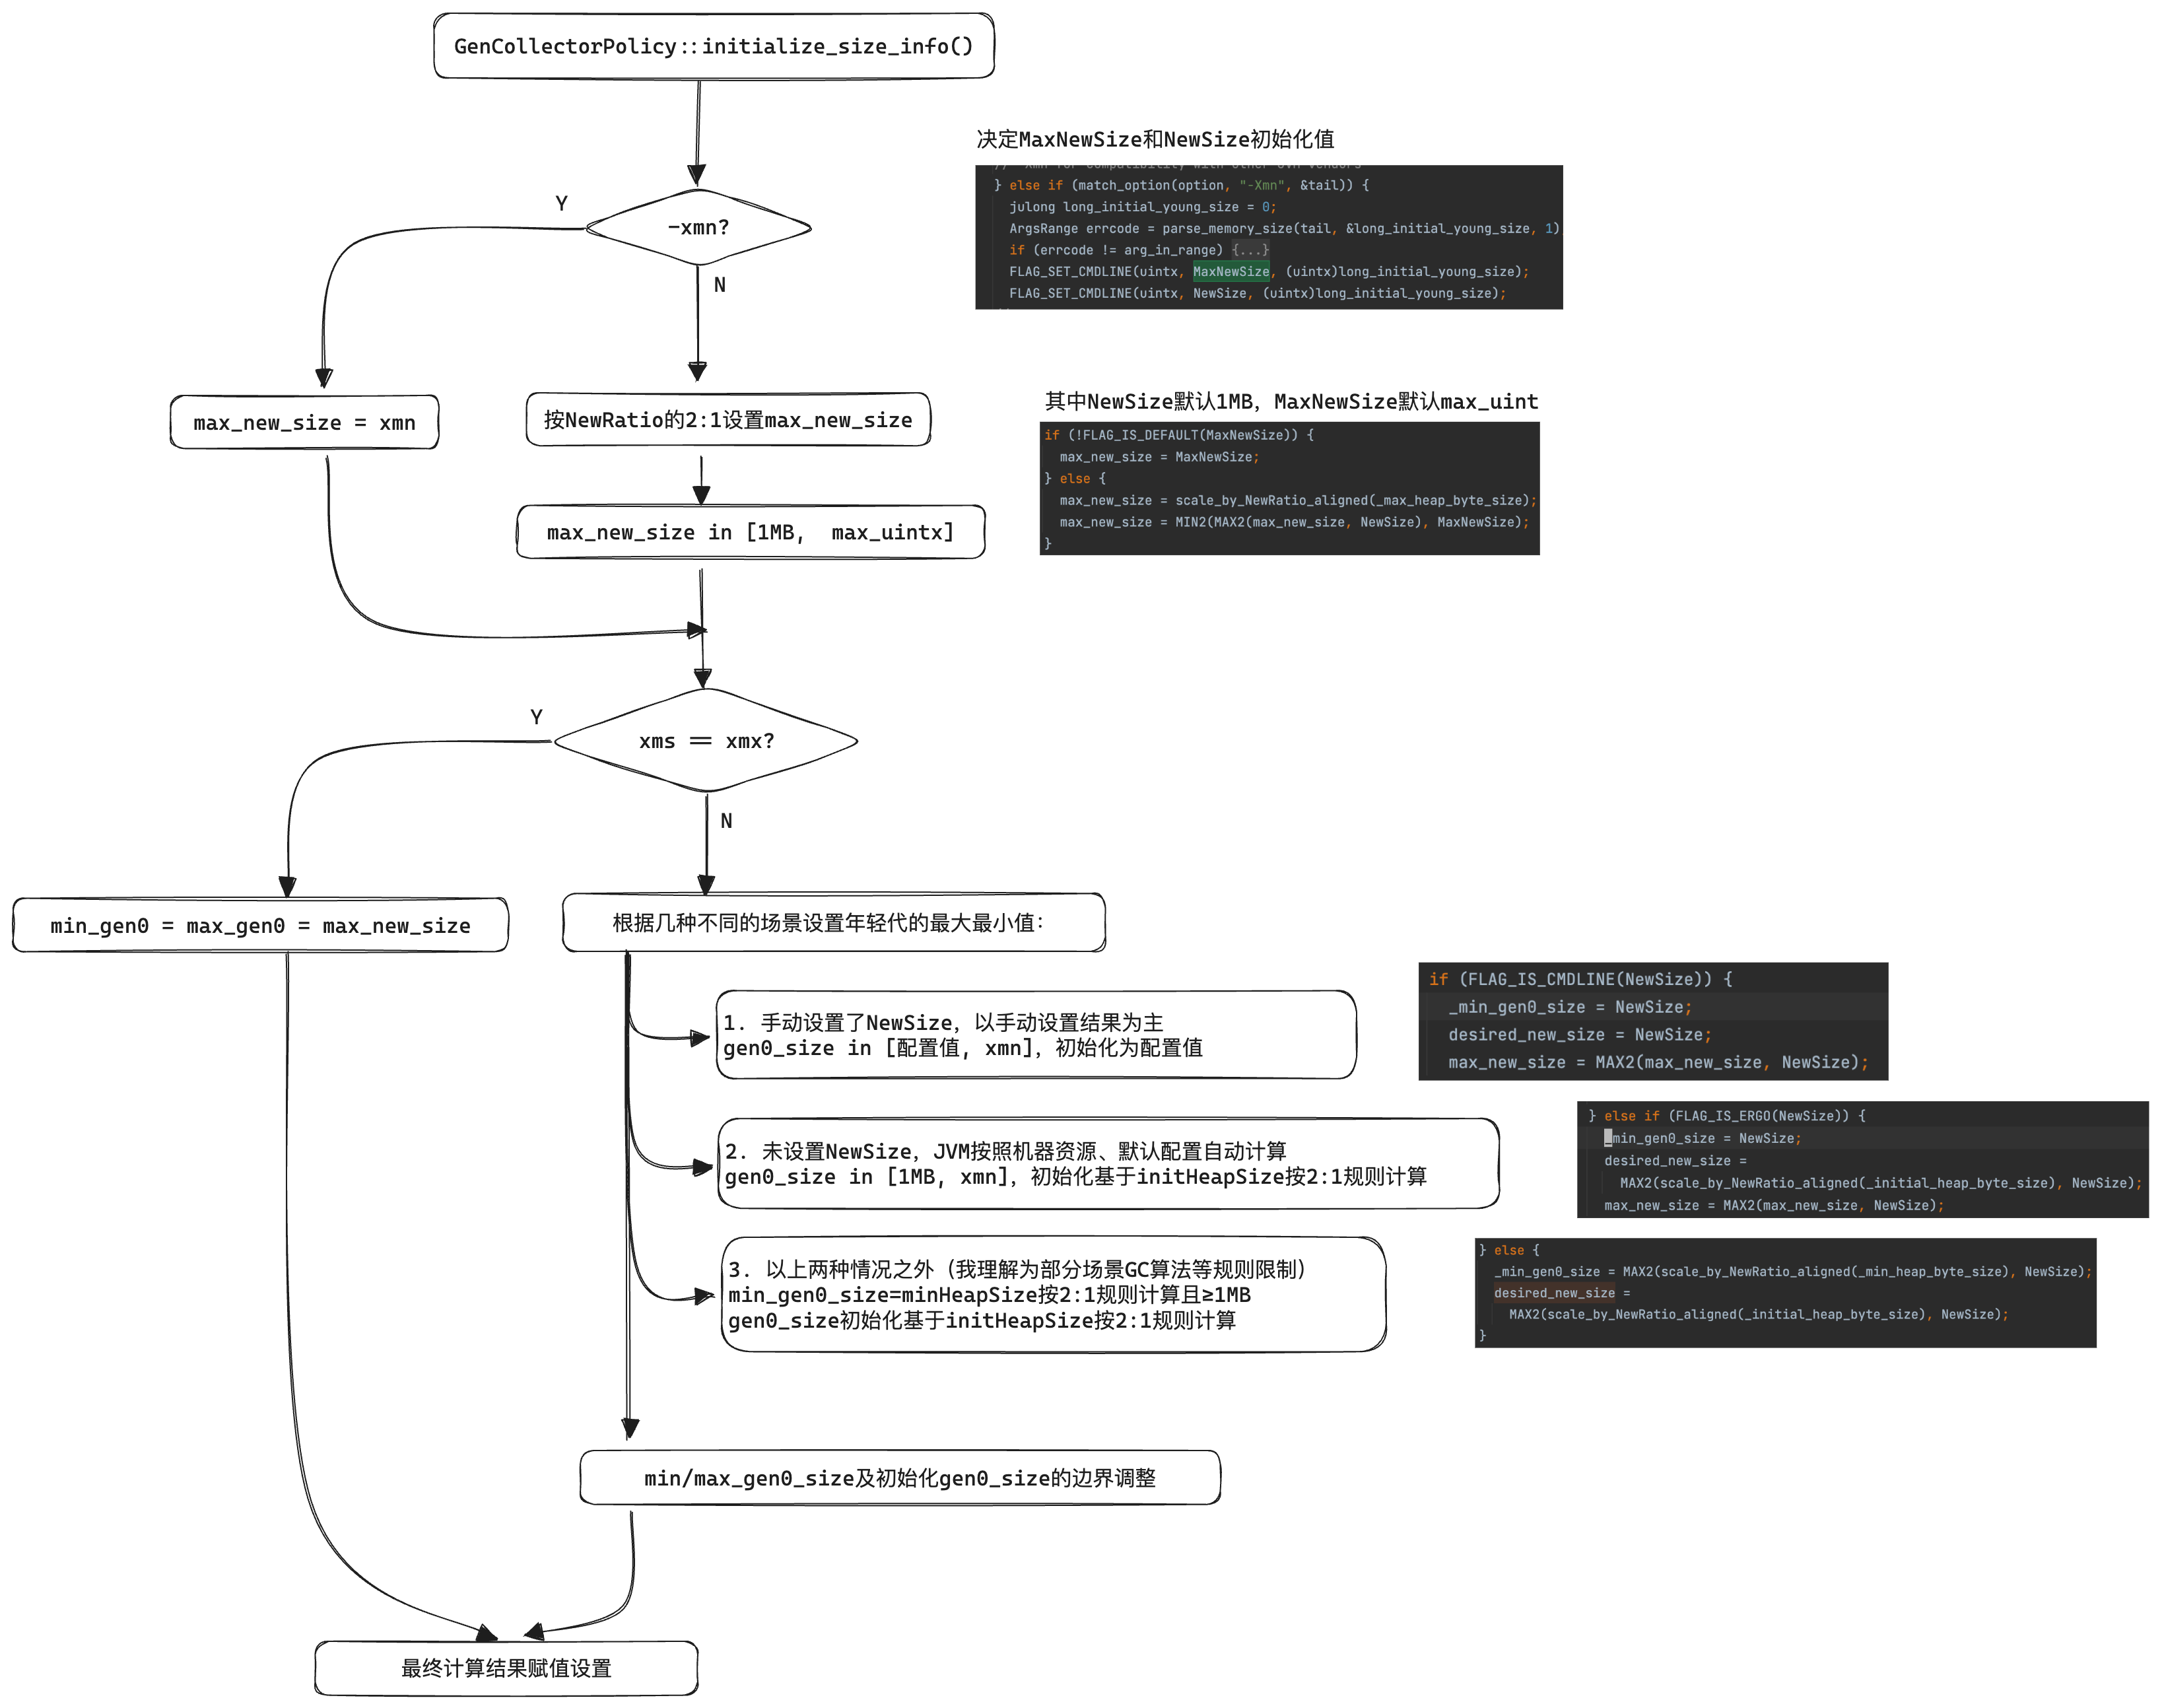 GenCollectorPolicy::initialize_size_info()
决定MaxNewSize和NewSize初始化值
// -Xmn for compatibility with other JVM vendors
} else if (match_option(option, "-Xmn", &tail)) {
julong long_initial_young_size = 0;
ArgsRange errcode = parse_memory_size(tail, &long_initial_young_size, 1)
if (errcode != arg_in_range) {...}
FLAG_SET_CMDLINE(uintx, MaxNewSize, (uintx)long_initial_young_size);
FLAG_SET_CMDLINE(uintx, NewSize, (uintx)long_initial_young_size);
Y
-xmn?
N
max_new_size = xmn
按NewRatio的2:1设置max_new_size
max_new_size in [1MB,  max_uintx]
其中NewSize默认1MB，MaxNewSize默认max_uint
if (!FLAG_IS_DEFAULT(MaxNewSize)) {
max_new_size = MaxNewSize;
} else {
max_new_size = scale_by_NewRatio_aligned(_max_heap_byte_size);
max_new_size = MIN2(MAX2(max_new_size, NewSize), MaxNewSize);
}
Y
xms == xmx?
N
min_gen0 = max_gen0 = max_new_size
根据几种不同的场景设置年轻代的最大最小值：
1. 手动设置了NewSize，以手动设置结果为主
gen0_size in [配置值, xmn]，初始化为配置值
if (FLAG_IS_CMDLINE(NewSize)) {
_min_gen0_size = NewSize;
desired_new_size = NewSize;
max_new_size = MAX2(max_new_size, NewSize);
2. 未设置NewSize，JVM按照机器资源、默认配置自动计算
gen0_size in [1MB, xmn]，初始化基于initHeapSize按2:1规则计算
} else if (FLAG_IS_ERGO(NewSize)) {
_min_gen0_size = NewSize;
desired_new_size =
MAX2(scale_by_NewRatio_aligned(_initial_heap_byte_size), NewSize);
max_new_size = MAX2(max_new_size, NewSize);
3. 以上两种情况之外（我理解为部分场景GC算法等规则限制）
min_gen0_size=minHeapSize按2:1规则计算且≥1MB
gen0_size初始化基于initHeapSize按2:1规则计算
} else {
_min_gen0_size = MAX2(scale_by_NewRatio_aligned(_min_heap_byte_size), NewSize);
desired_new_size =
MAX2(scale_by_NewRatio_aligned(_initial_heap_byte_size), NewSize);
}
min/max_gen0_size及初始化gen0_size的边界调整
最终计算结果赋值设置